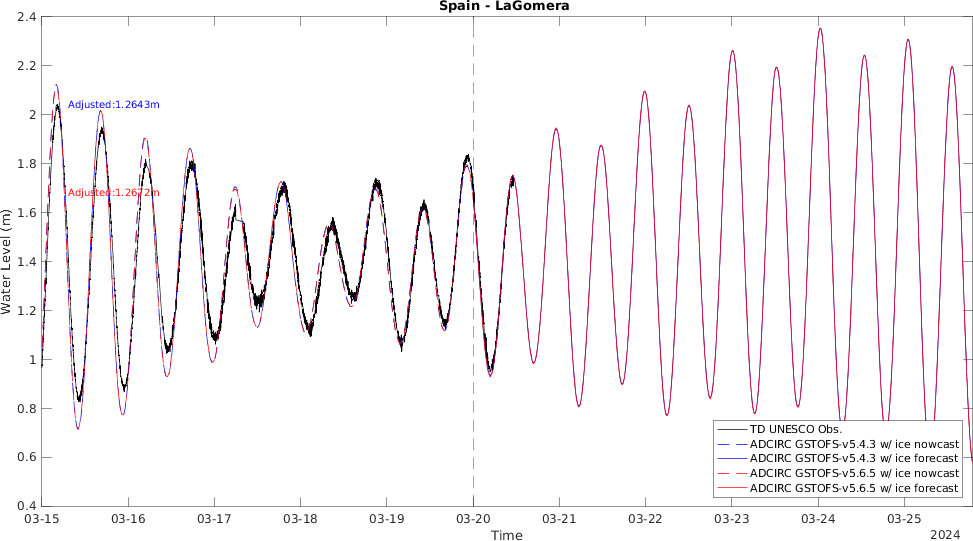 Spain - LaGomera
2.4
2.2
2
1.8
1.6
1.4
1.2
1
0.8
0.6
0.4
Water Level (m)
Adjusted:1.2643m
Adjusted:1.2672m
TD UNESCO Obs.
ADCIRC GSTOFS-v5.4.3 w/ ice nowcast
ADCIRC GSTOFS-v5.4.3 w/ ice forecast
ADCIRC GSTOFS-v5.6.5 w/ ice nowcast
ADCIRC GSTOFS-v5.6.5 w/ ice forecast
03-15 03-16 03-17 03-18 03-19 03-20 03-21 03-22 03-23 03-24 03-25
Time
2024